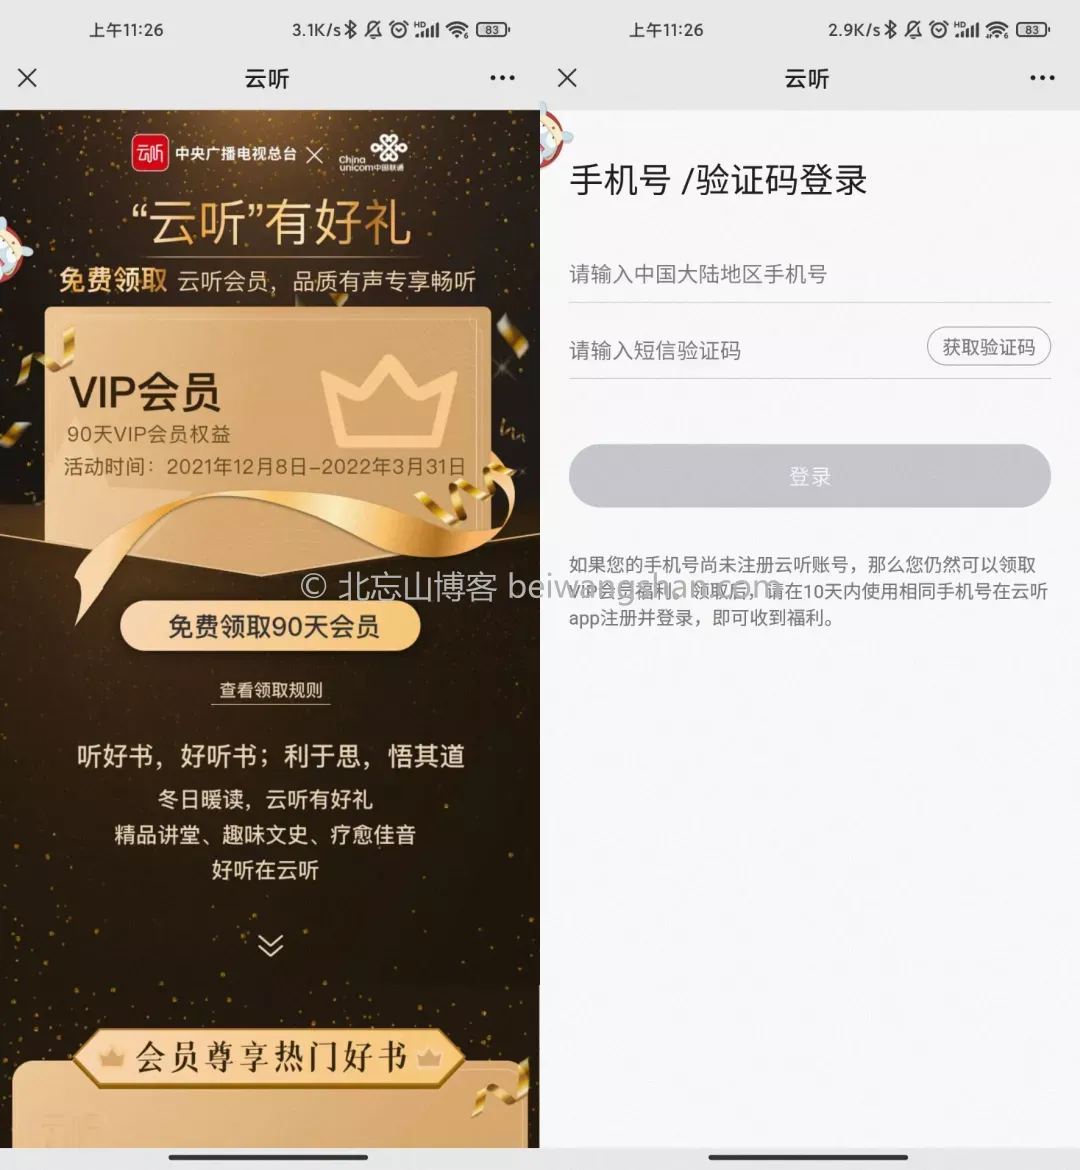 上午11:26
3.1K/s
HD
6
83
云听
云听
中央广播电视总台
China
unicom中国联通
“云听”有好礼
免费领取 云听会员，品质有声专享畅听
VIP会员
90天VIP会员权益
活动时间：2021年12月8日-2022年3月31日
免费领取90天会员
查看领取规则
听好书，好听书；利于思，悟其道
冬日暖读，云听有好礼
精品讲堂、趣味文史、疗愈佳音
好听在云听
会员尊享热门好书
上午11:26
2.9K/s
HD
6
83
云听
手机号 /验证码登录
请输入中国大陆地区手机号
请输入短信验证码
获取验证码
登录
如果您的手机号尚未注册云听账号，那么您仍然可以领取
VIP会员福利。领取后，请在10天内使用相同手机号在云听
app注册并登录，即可收到福利。
© 北忘山博客 beiwangshan.com